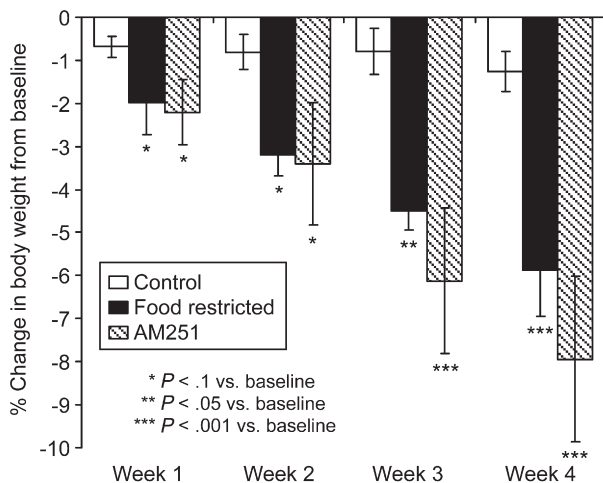 % Change in body weight from baseline
-0
-1
-2
-3
-4
-5
-6
-7
-8
-9
-10
* *
* *
** ***
*** ***
Control
Food restricted
AM251
* P < .1 vs. baseline
** P < .05 vs. baseline
*** P < .001 vs. baseline
Week 1 Week 2 Week 3 Week 4